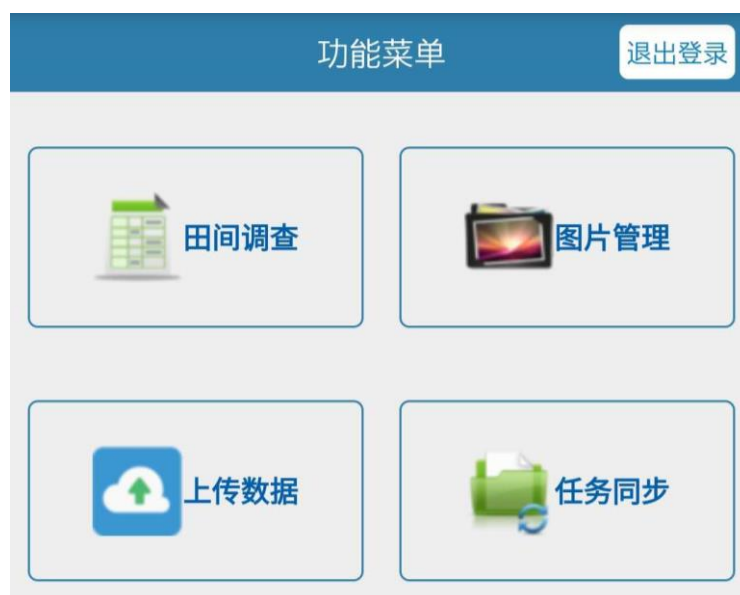 功能菜单
退出登录
田间调查
图片管理
上传数据
任务同步